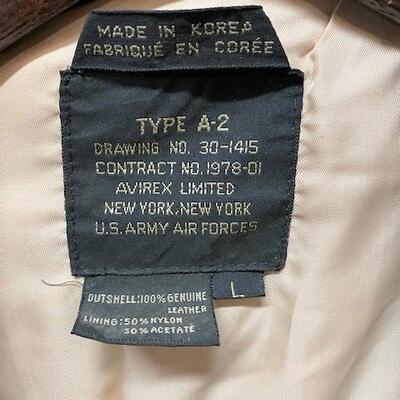 MADE IN KOREA
FABRIQUÉ EN CORÉE
TYPE A-2
DRAWING NO. 30-1415
CONTRACT NO. 1978-01
AVIREX LIMITED
NEW YORK, NEW YORK
U.S. ARMY AIR FORCES
L
OUTSHELL:100% GENUINE
LEATHER
LINING:50% NYLON
50% ACETATE